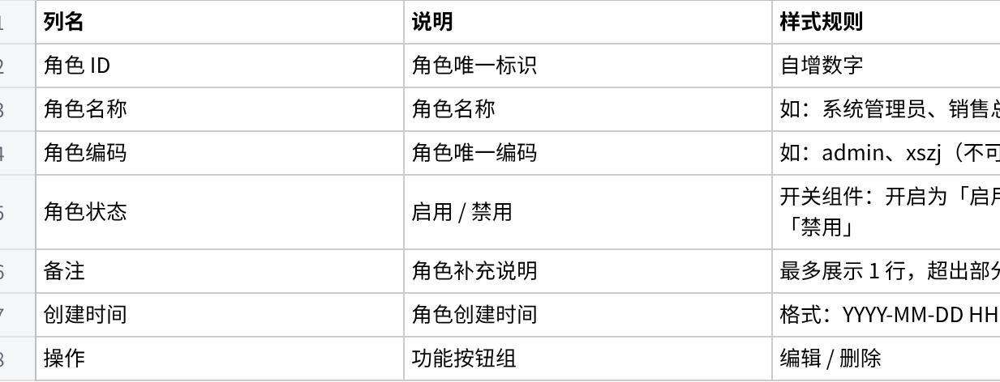 1 列名 说明 样式规则
2 角色 ID 角色唯一标识 自增数字
3 角色名称 角色名称 如：系统管理员、销售总
4 角色编码 角色唯一编码 如：admin、xszj（不可
5 角色状态 启用 / 禁用 开关组件：开启为「启用
「禁用」
6 备注 角色补充说明 最多展示 1 行，超出部分
7 创建时间 角色创建时间 格式：YYYY-MM-DD HH
8 操作 功能按钮组 编辑 / 删除